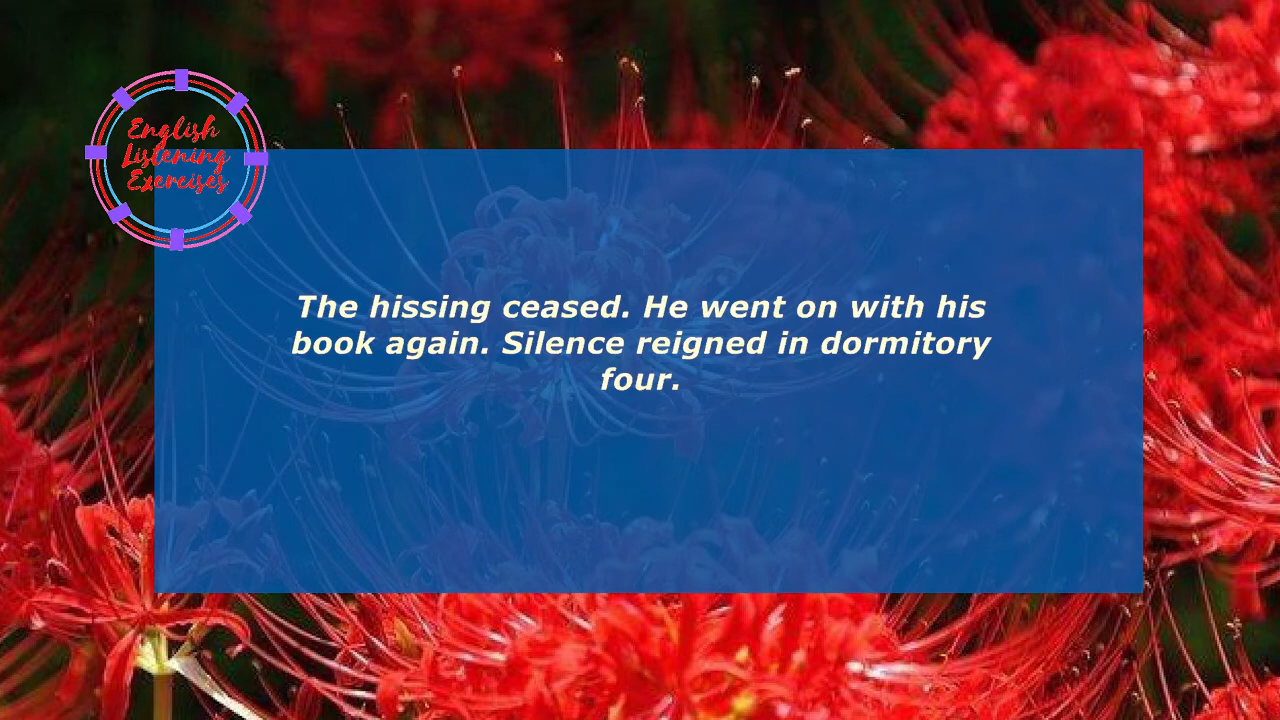 English
Listening
Exercises
The hissing ceased. He went on with his
book again. Silence reigned in dormitory
four.